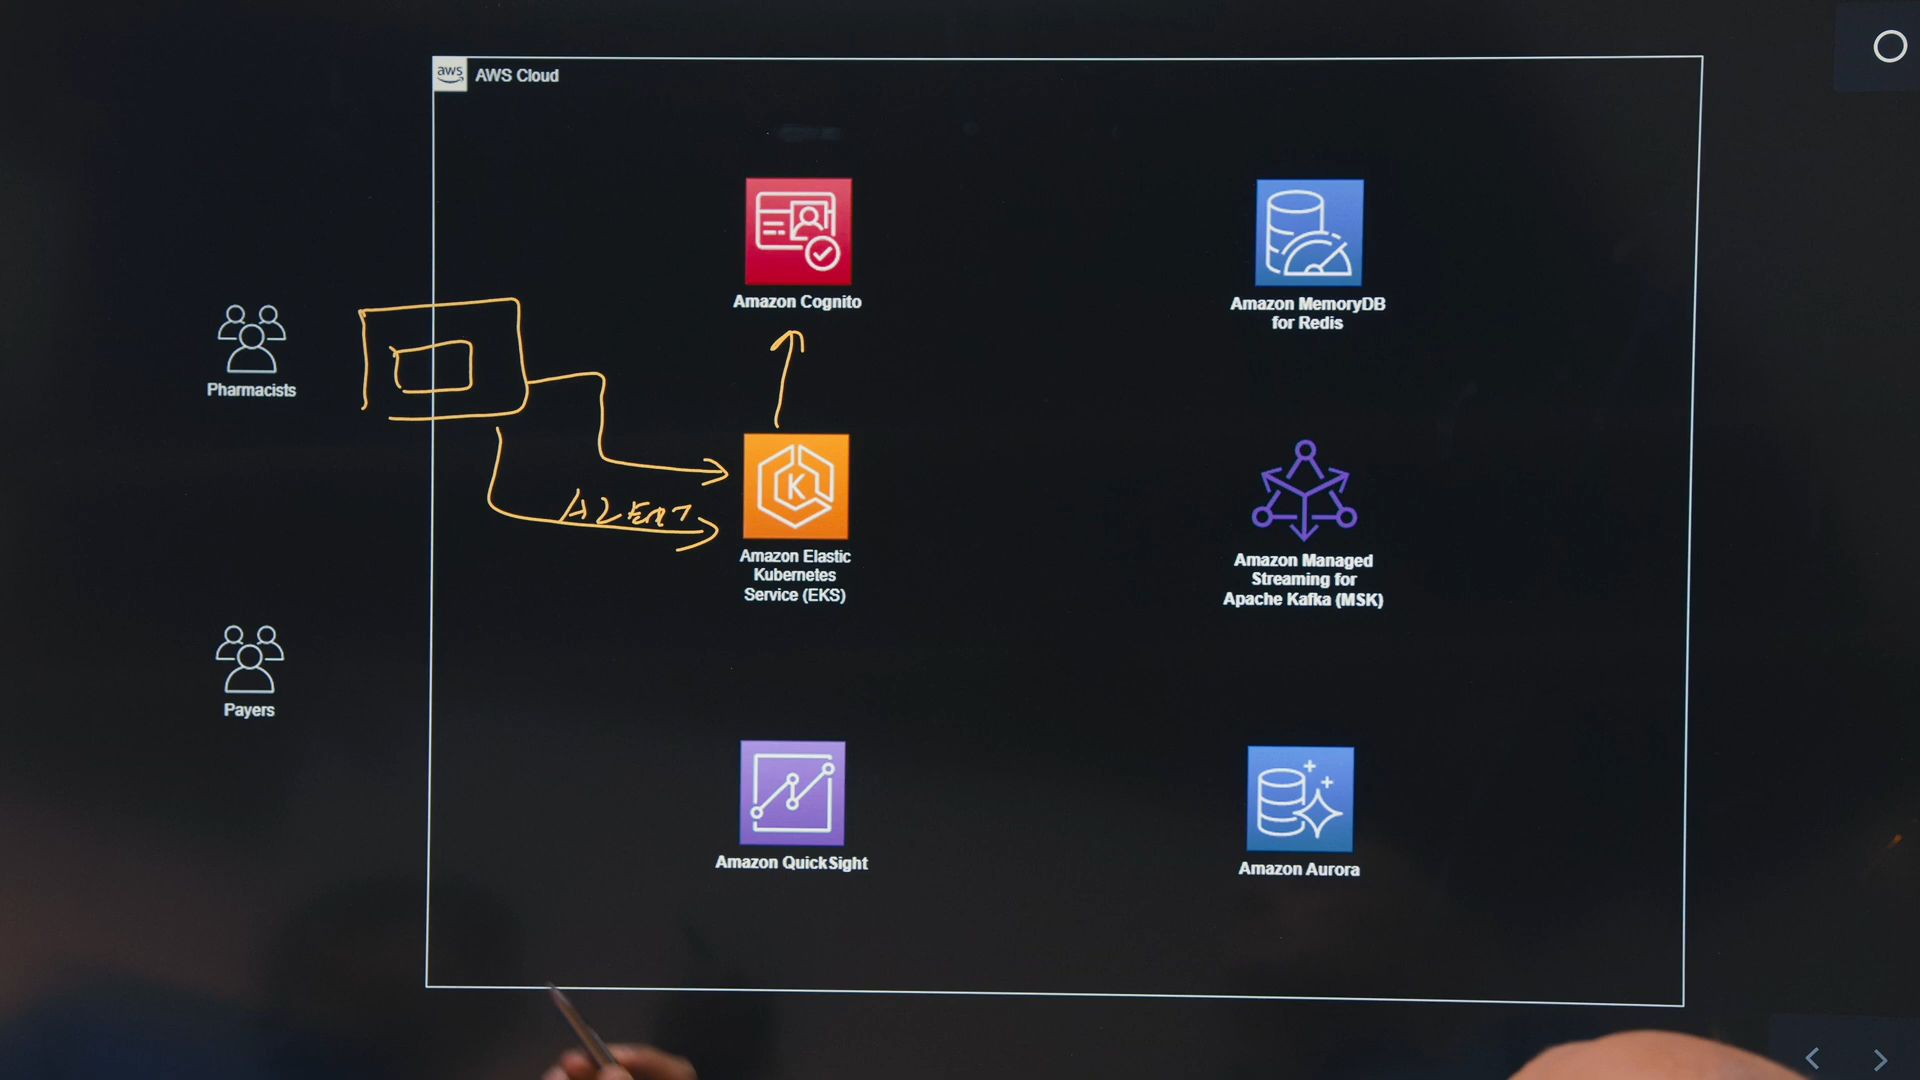 aws
AWS Cloud
Amazon Cognito
Amazon MemoryDB
for Redis
Pharmacists
ALERT
Amazon Elastic
Kubernetes
Service (EKS)
Amazon Managed
Streaming for
Apache Kafka (MSK)
Payers
Amazon QuickSight
Amazon Aurora